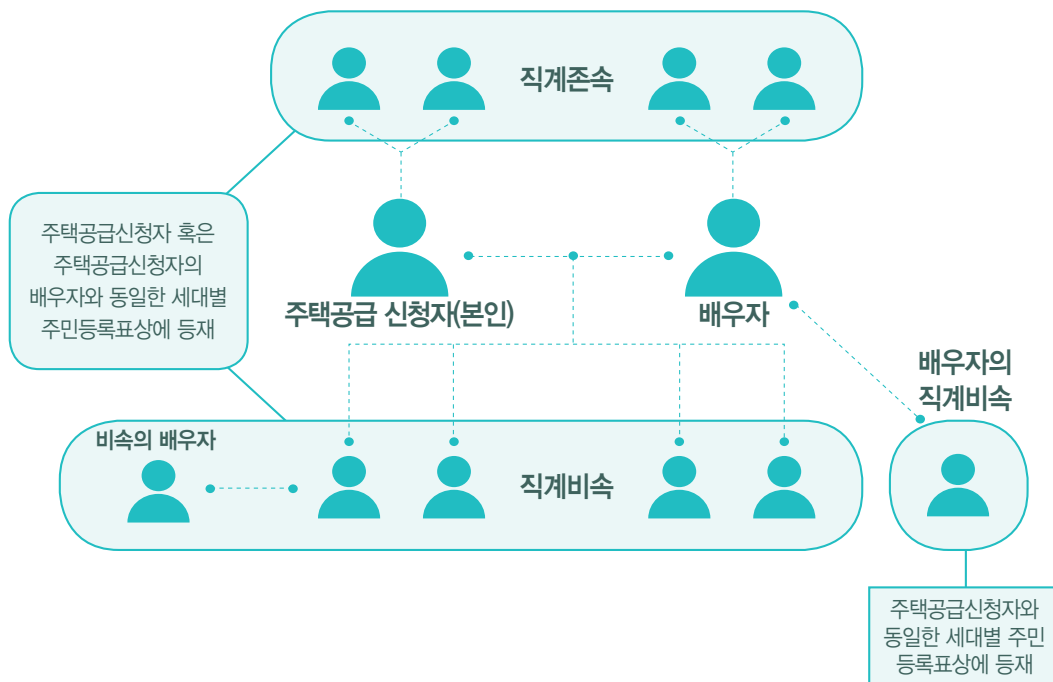 직계존속
주택공급신청자 혹은
주택공급신청자의
배우자와 동일한 세대별
주민등록표상에 등재
주택공급 신청자(본인)
배우자
배우자의
직계비속
비속의 배우자
직계비속
주택공급신청자와
동일한 세대별 주민
등록표상에 등재